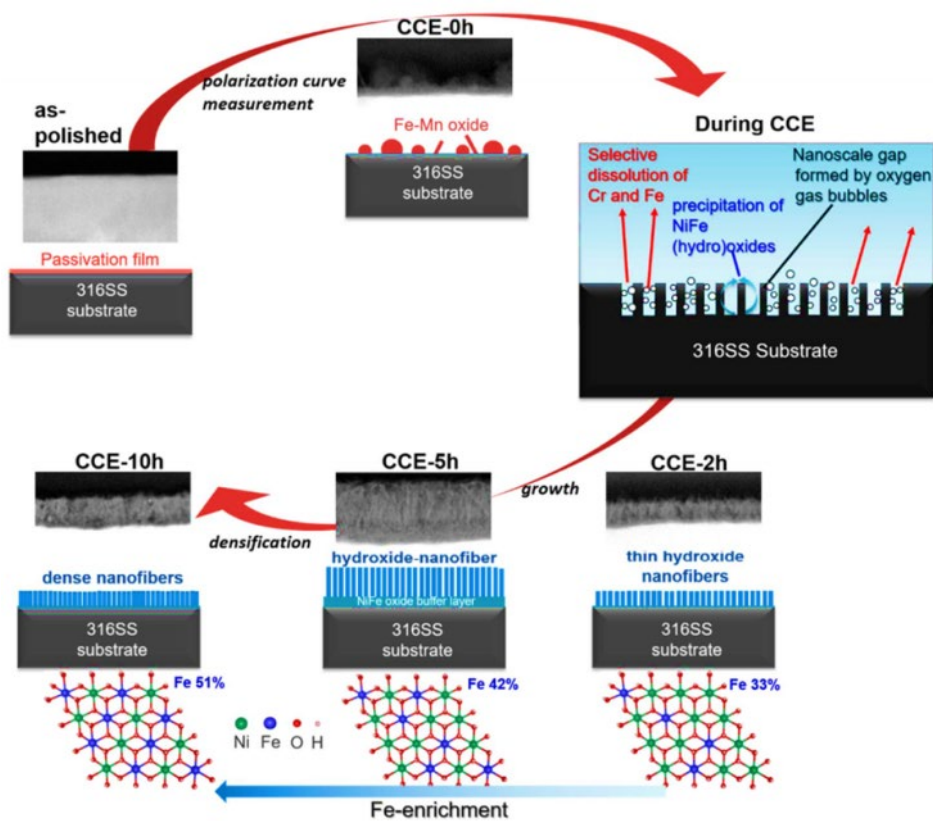 CCE-0h
polarization curve
measurement
as-
polished
Fe-Mn oxide
316SS
substrate
Passivation film
316SS
substrate
During CCE
Selective
dissolution of
Cr and Fe
precipitation of
NiFe
(hydro)oxides
Nanoscale gap
formed by oxygen
gas bubbles
316SS Substrate
CCE-10h
CCE-5h
CCE-2h
growth
densification
dense nanofibers
hydroxide-nanofiber
NiFe oxide buffer layer
thin hydroxide
nanofibers
316SS
substrate
316SS
substrate
316SS
substrate
Fe 51%
Fe 42%
Fe 33%
Ni Fe O H
Fe-enrichment